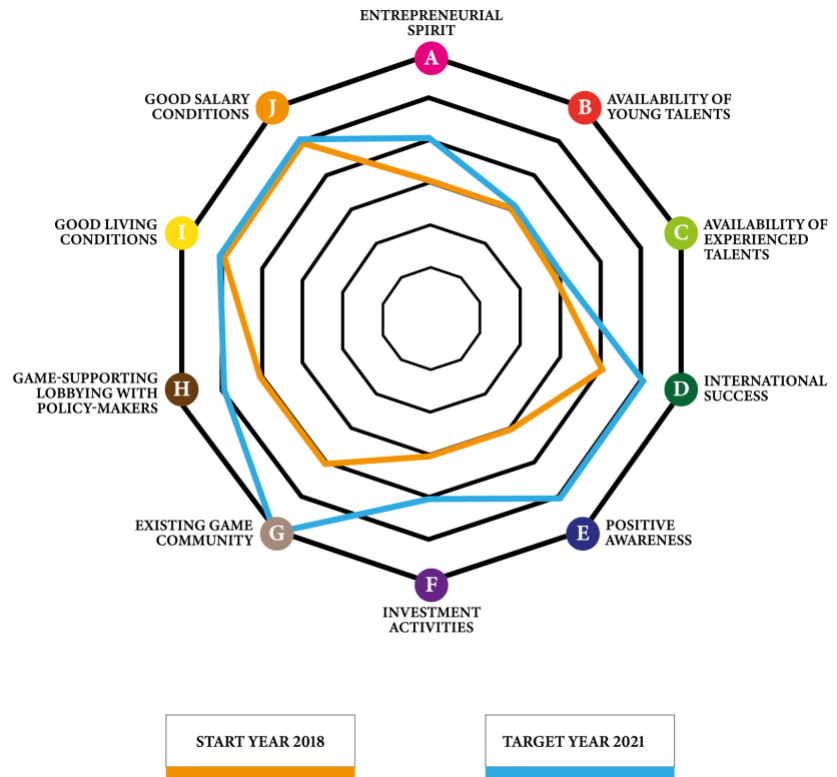 ENTREPRENEURIAL
SPIRIT
A
GOOD SALARY
CONDITIONS
J
B
AVAILABILITY OF
YOUNG TALENTS
GOOD LIVING
CONDITIONS
I
C
AVAILABILITY OF
EXPERIENCED
TALENTS
GAME-SUPPORTING
LOBBYING WITH
POLICY-MAKERS
H
D
INTERNATIONAL
SUCCESS
EXISTING GAME
COMMUNITY
G
E
POSITIVE
AWARENESS
F
INVESTMENT
ACTIVITIES
START YEAR 2018
TARGET YEAR 2021